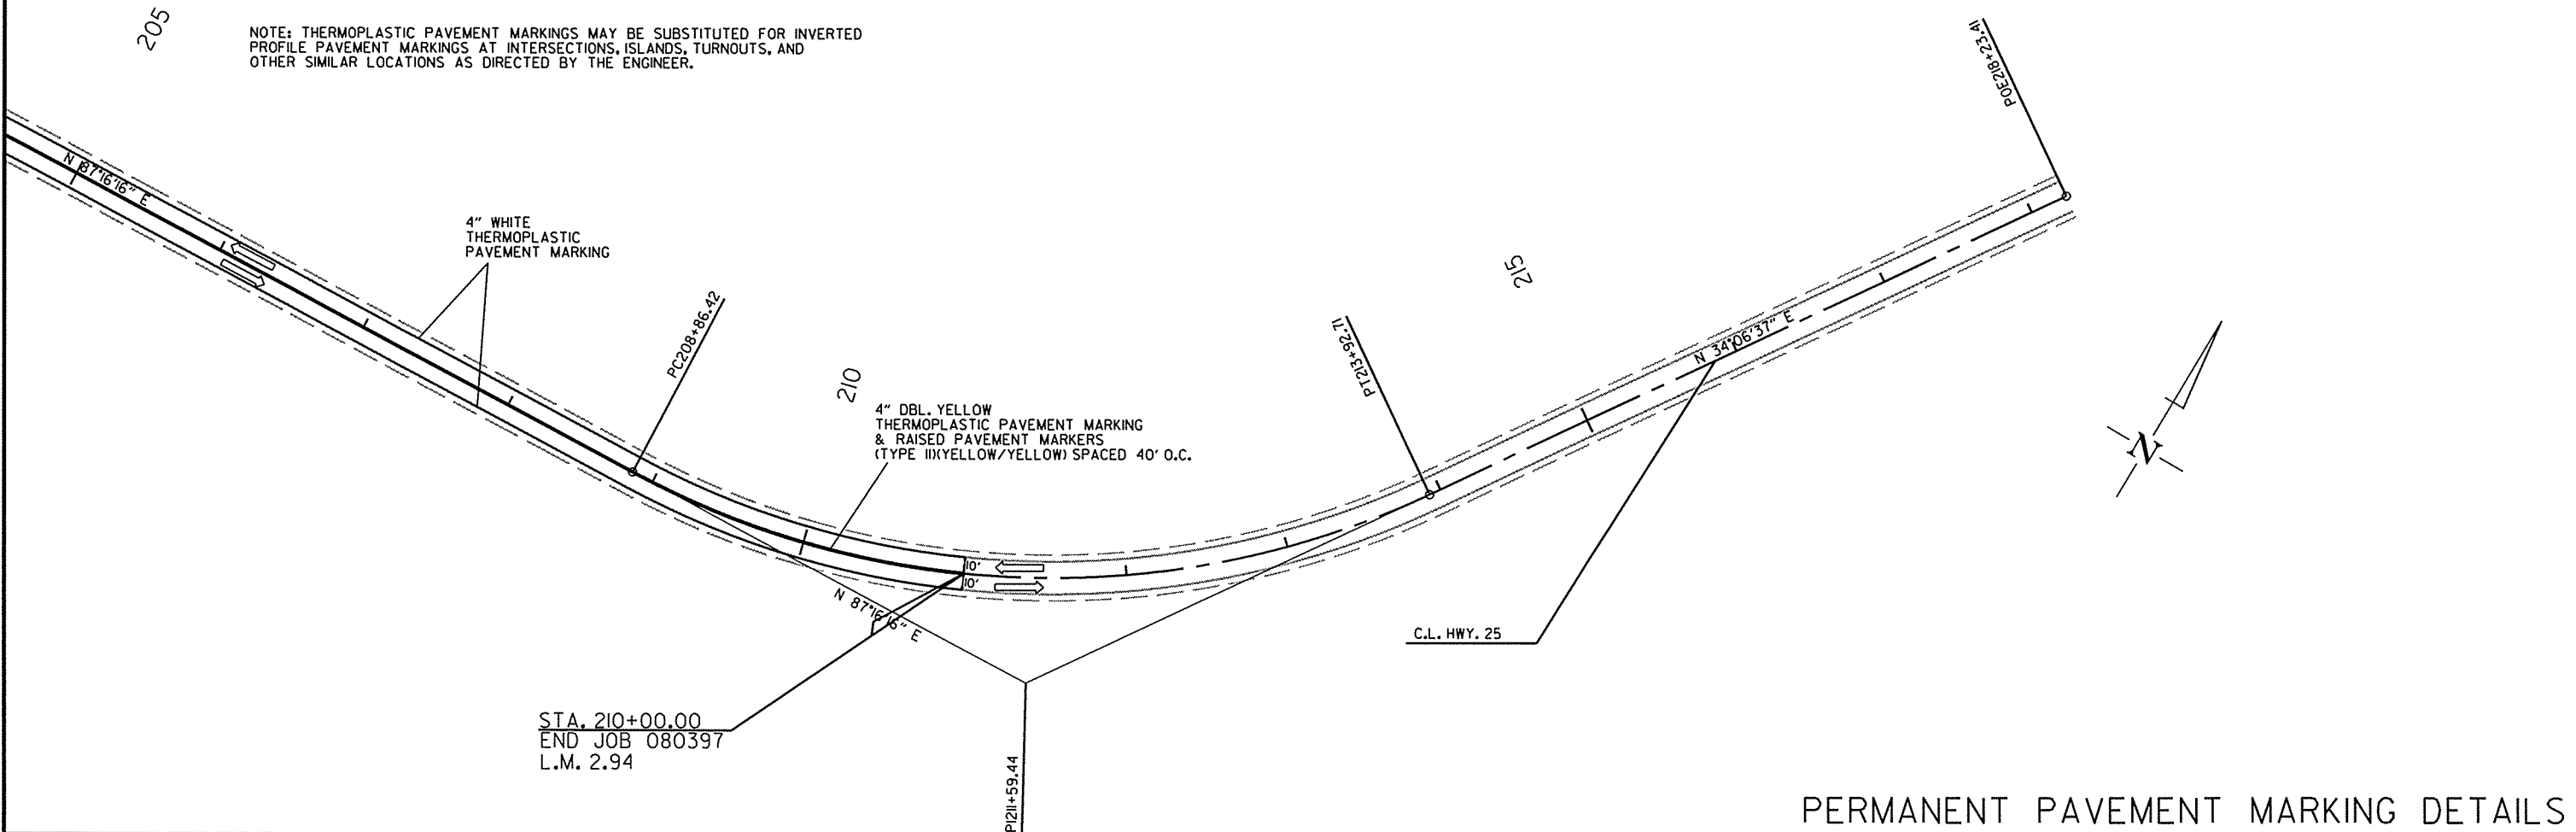 205
NOTE: THERMOPLASTIC PAVEMENT MARKINGS MAY BE SUBSTITUTED FOR INVERTED
PROFILE PAVEMENT MARKINGS AT INTERSECTIONS, ISLANDS, TURNOUTS, AND
OTHER SIMILAR LOCATIONS AS DIRECTED BY THE ENGINEER.
POE218+23.41
N 87°16'16" E
4" WHITE
THERMOPLASTIC
PAVEMENT MARKING
PC208+86.42
210
4" DBL. YELLOW
THERMOPLASTIC PAVEMENT MARKING
& RAISED PAVEMENT MARKERS
(TYPE II)(YELLOW/YELLOW) SPACED 40' O.C.
PT213+92.71
215
N 34°06'37" E
N
10'
10'
N 87°16'16" E
C.L. HWY. 25
STA. 210+00.00
END JOB 080397
L.M. 2.94
PI211+59.44
PERMANENT PAVEMENT MARKING DETAILS